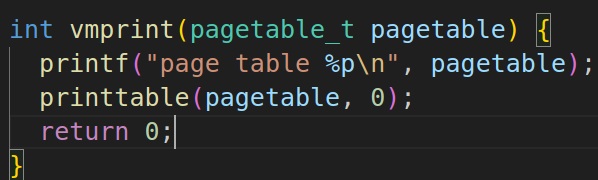 int vmprint(pagetable_t pagetable) {
  printf("page table %p\n", pagetable);
  printtable(pagetable, 0);
  return 0;
}